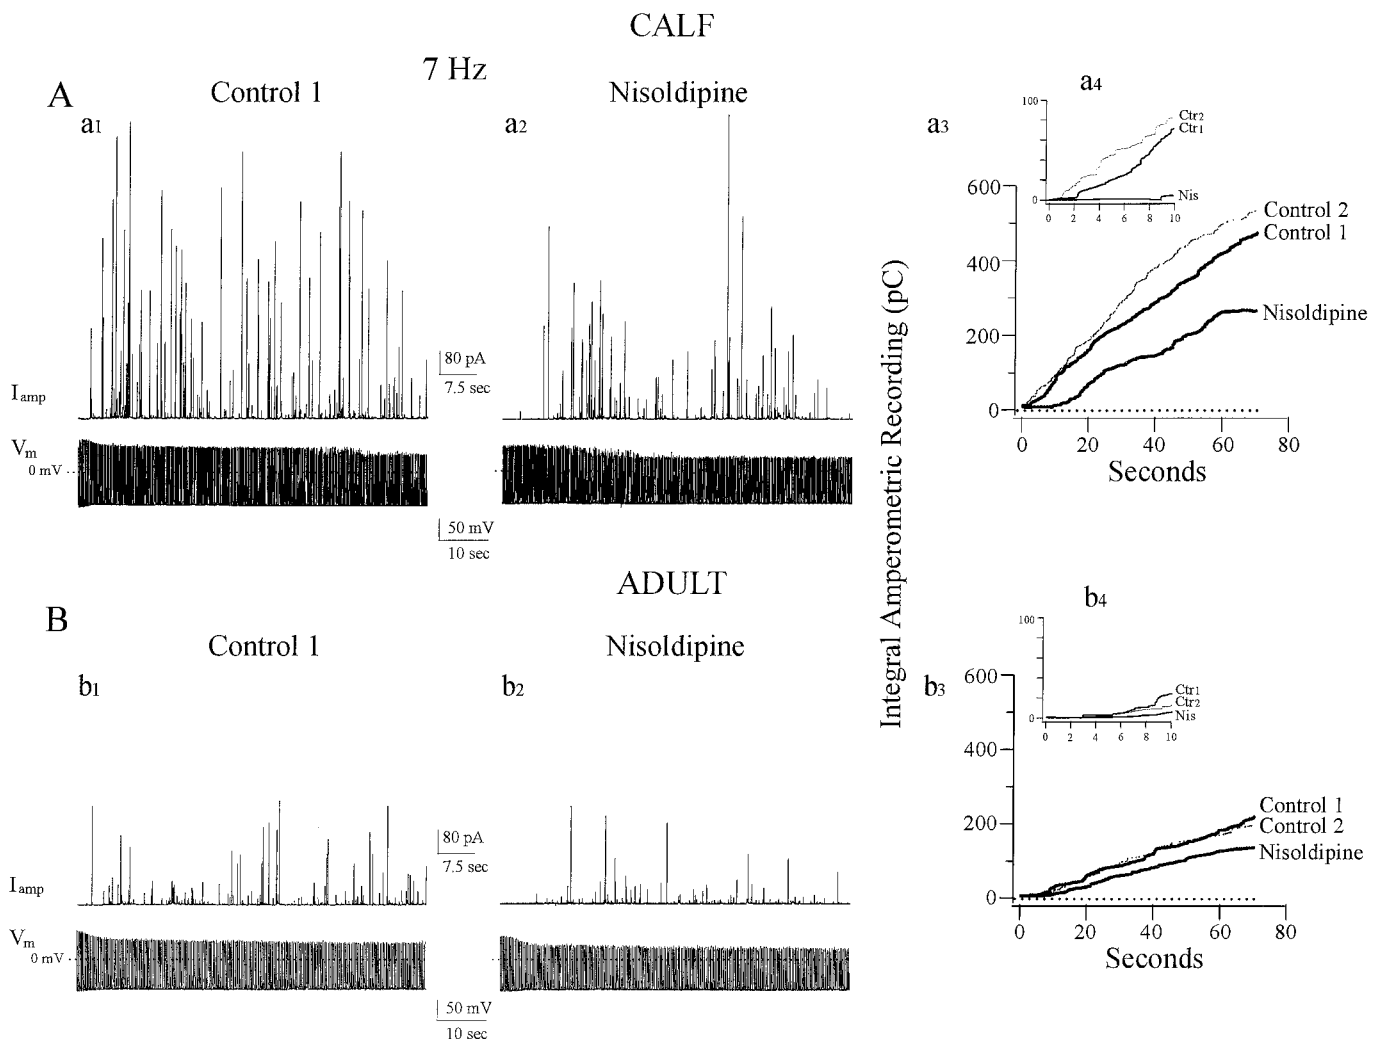 CALF
7 Hz
A
Control 1
Nisoldipine
a1
a2
80 pA
7.5 sec
I amp
Vm
0 mV
50 mV
10 sec
Integral Amperometric Recording (pC)
a3
a4
100
0
0 2 4 6 8 10
Ctr2
Ctr1
Nis
600
400
200
0
0 20 40 60 80
Seconds
Control 2
Control 1
Nisoldipine
ADULT
B
Control 1
Nisoldipine
b1
b2
80 pA
7.5 sec
I amp
Vm
0 mV
50 mV
10 sec
b3
b4
100
0
0 2 4 6 8 10
Ctr1
Ctr2
Nis
600
400
200
0
0 20 40 60 80
Seconds
Control 1
Control 2
Nisoldipine